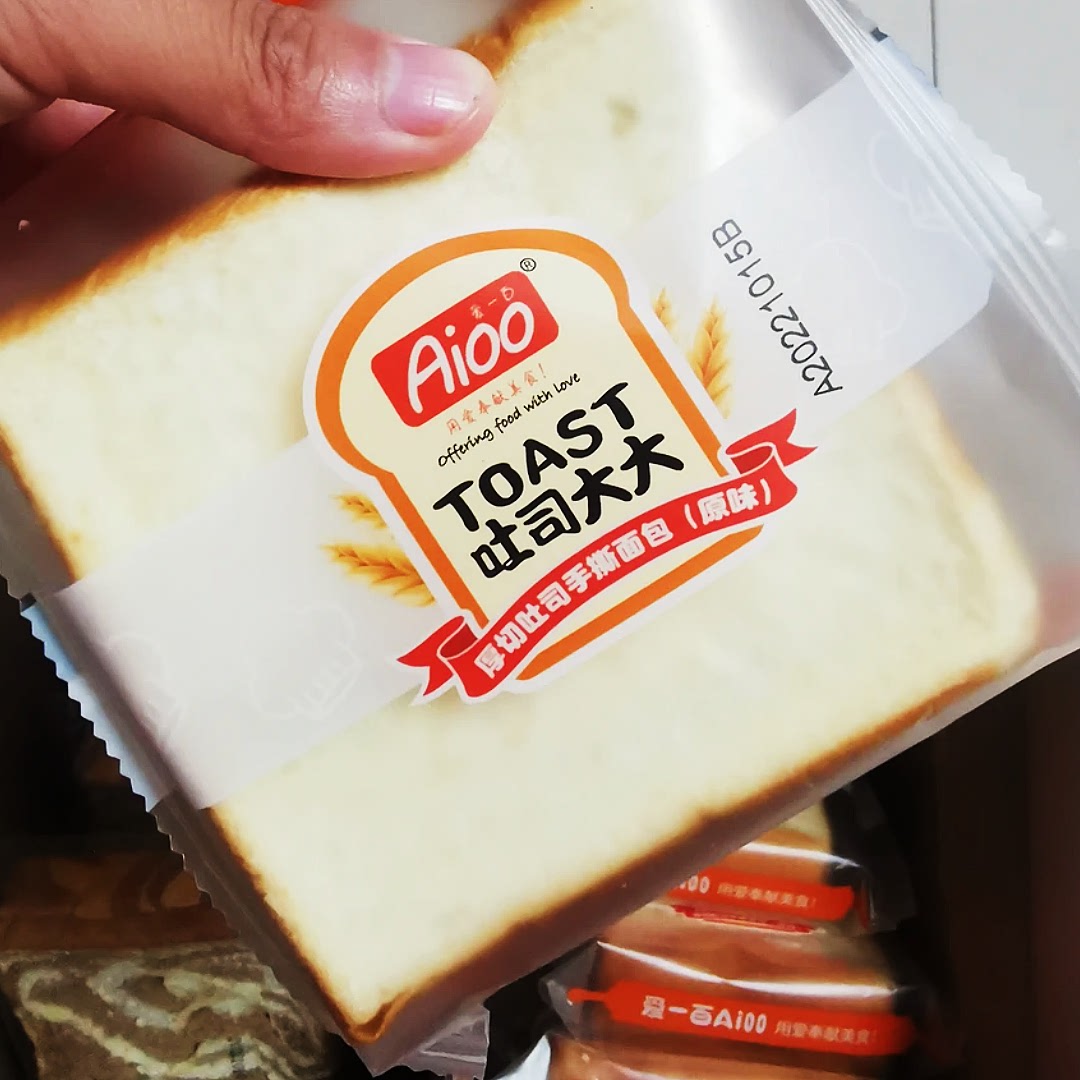 爱一百
Aioo
®
用爱奉献美食!
Offering food with love
TOAST
吐司大大
厚切吐司手撕面包(原味)
A20221015B
ioo 用爱奉献美食!
爱一百Aioo 用爱奉献美食!